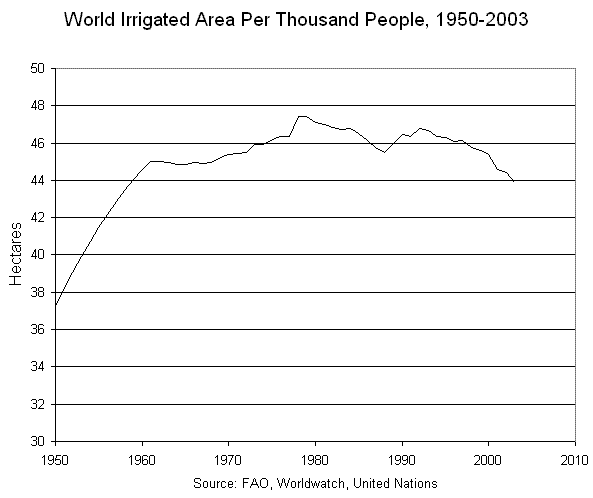 World Irrigated Area Per Thousand People, 1950-2003
50
48
46
44
42
40
38
36
34
32
30
Hectares
1950 1960 1970 1980 1990 2000 2010
Source: FAO, Worldwatch, United Nations